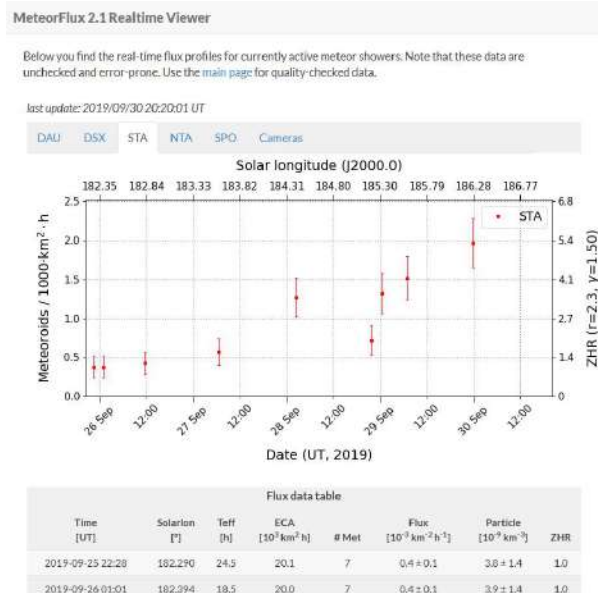 MeteorFlux 2.1 Realtime Viewer
Below you find the real-time flux profiles for currently active meteor showers. Note that these data are
unchecked and error-prone. Use the main page for quality-checked data.
last update: 2019/09/30 20:20:01 UT
DAU DSX STA NTA SPO Cameras
Solar longitude (J2000.0)
182.35 182.84 183.33 183.82 184.31 184.80 185.30 185.79 186.28 186.77
2.5 6.8
STA
2.0 5.4
1.5 4.1
1.0 2.7
0.5 1.4
0.0 0
Meteoroids / 1000·km²·h
ZHR (r=2.3, γ=1.50)
26 Sep 12:00 27 Sep 12:00 28 Sep 12:00 29 Sep 12:00 30 Sep 12:00
Date (UT, 2019)
Flux data table
Time Solarlon Teff ECA Flux Particle
[UT] [°] [h] [10³ km² h] # Met [10⁻³ km⁻² h⁻¹] [10⁻⁹ km⁻³] ZHR
2019-09-25 22:28 182.290 24.5 20.1 7 0.4 ± 0.1 3.8 ± 1.4 1.0
2019-09-26 01:01 182.394 18.5 20.0 7 0.4 ± 0.1 3.9 ± 1.4 1.0